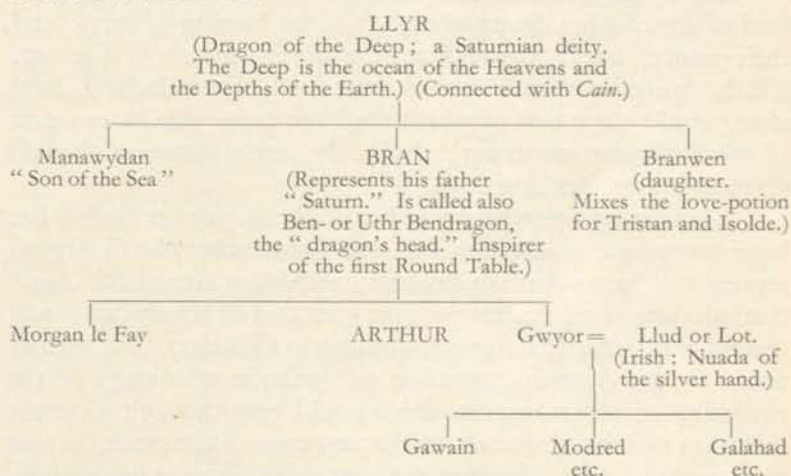 LLYR
(Dragon of the Deep ; a Saturnian deity.
The Deep is the ocean of the Heavens and
the Depths of the Earth.) (Connected with Cain.)
Manawydan
“ Son of the Sea ”
BRAN
(Represents his father
“ Saturn.” Is called also
Ben- or Uthr Bendragon,
the “ dragon's head.” Inspirer
of the first Round Table.)
Branwen
(daughter.
Mixes the love-potion
for Tristan and Isolde.)
Morgan le Fay
ARTHUR
Gwyor =
Llud or Lot.
(Irish : Nuada of
the silver hand.)
Gawain
Modred
etc.
Galahad
etc.